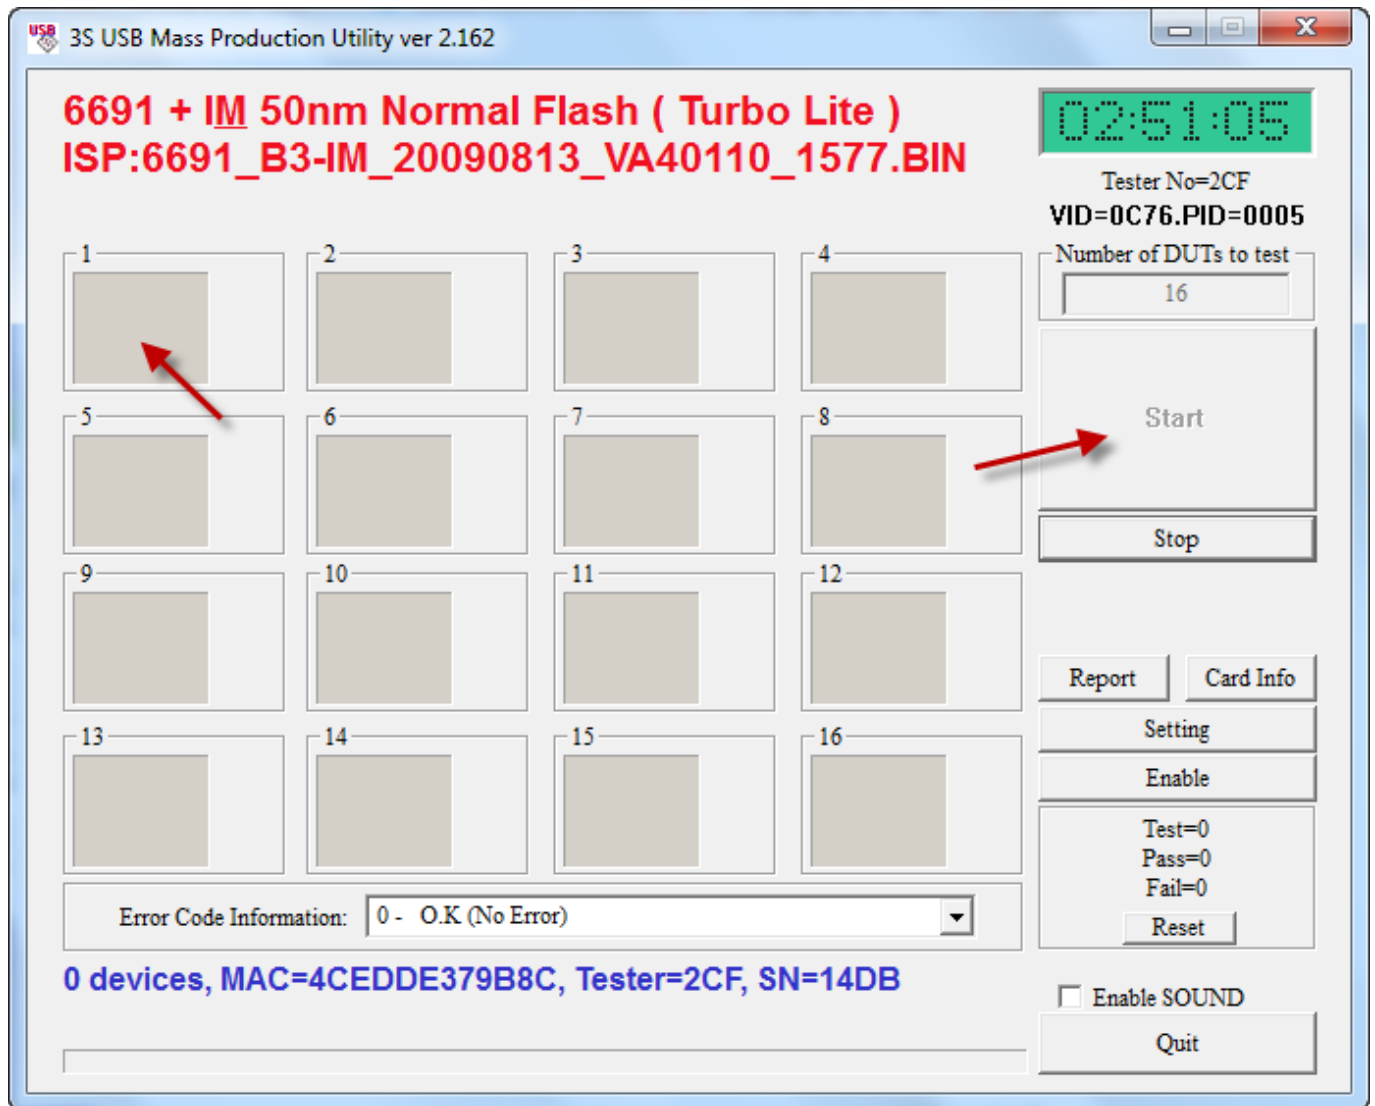 USB
3S USB Mass Production Utility ver 2.162
6691 + IM 50nm Normal Flash ( Turbo Lite )
ISP:6691_B3-IM_20090813_VA40110_1577.BIN
02:51:05
Tester No=2CF
VID=0C76.PID=0005
Number of DUTs to test
16
1
2
3
4
5
6
7
8
9
10
11
12
13
14
15
16
Start
Stop
Report
Card Info
Setting
Enable
Test=0
Pass=0
Fail=0
Reset
Error Code Information:
0 - O.K (No Error)
0 devices, MAC=4CEDDE379B8C, Tester=2CF, SN=14DB
Enable SOUND
Quit